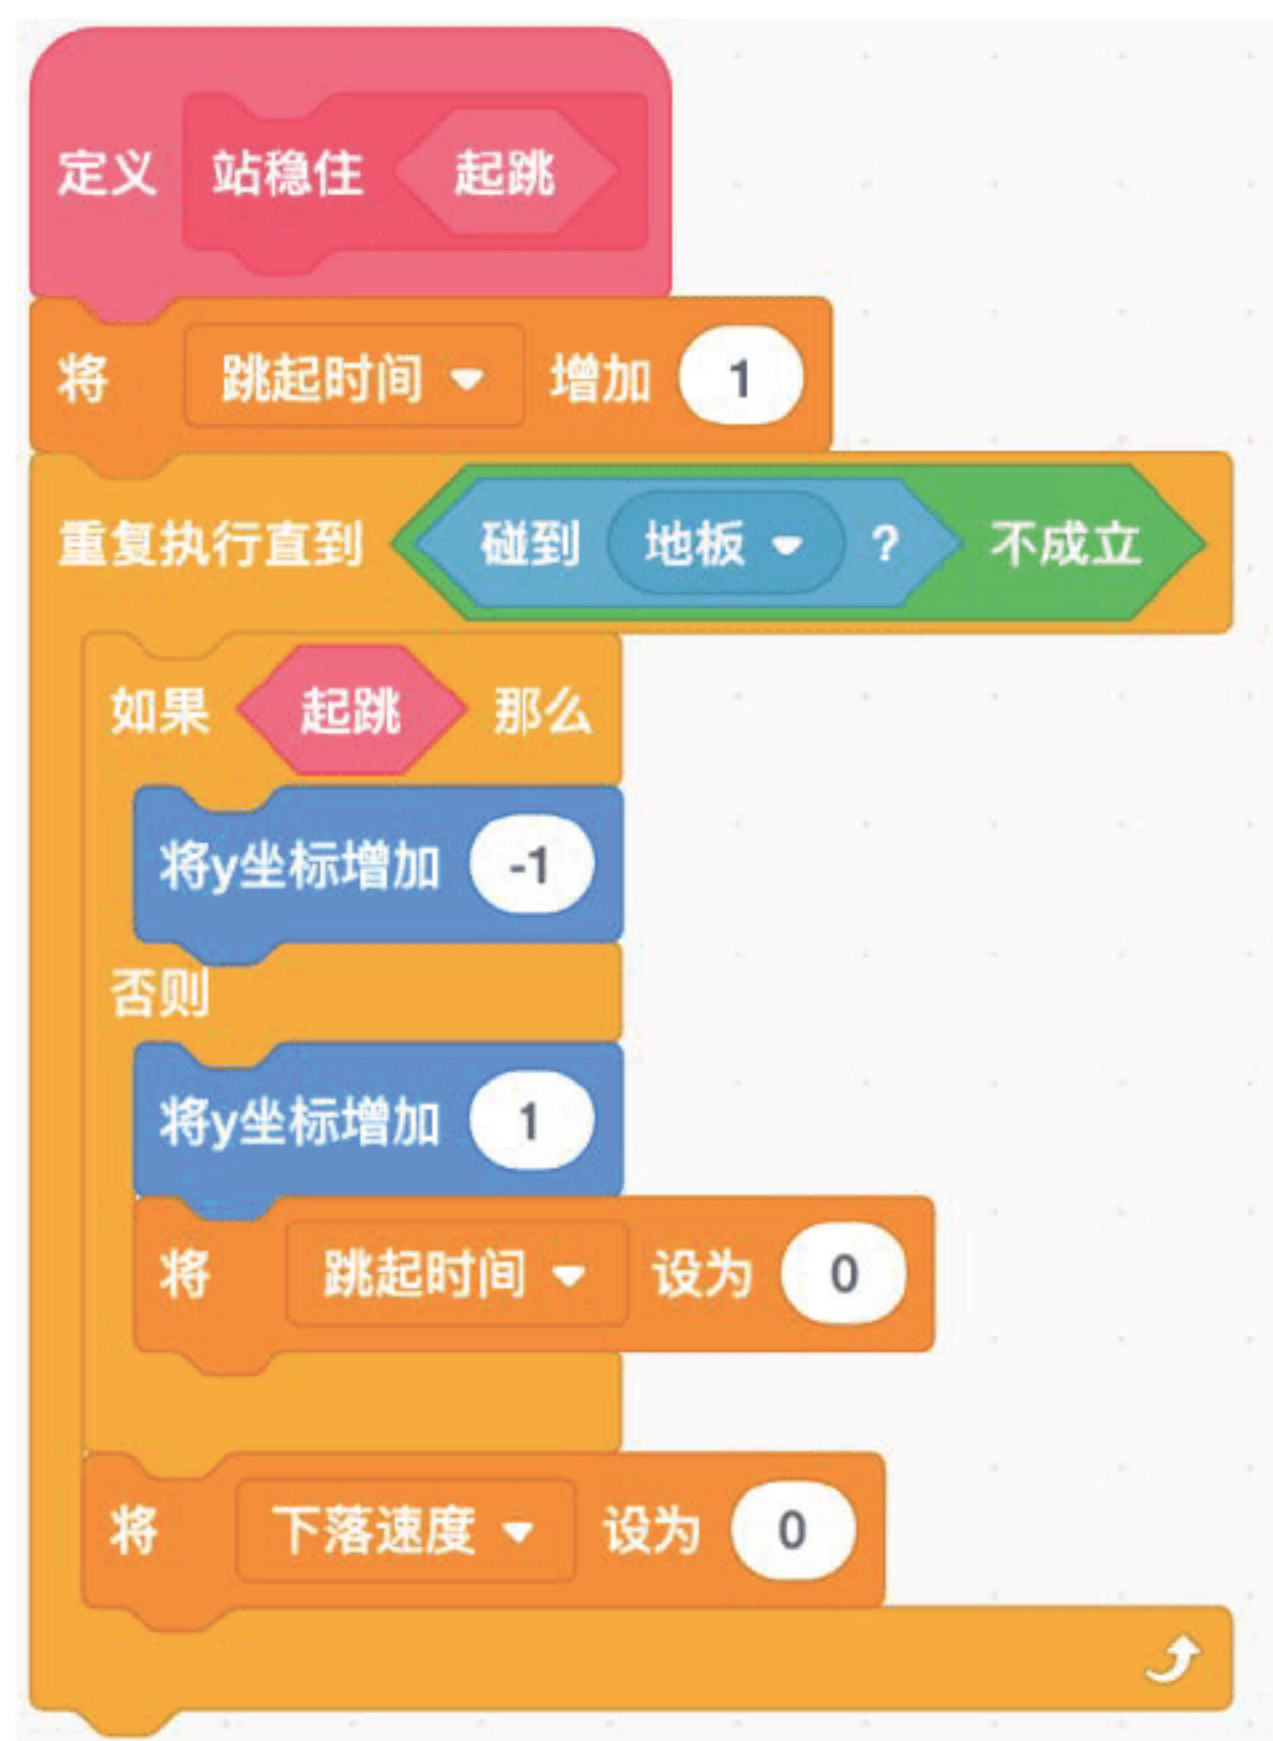 定义 站稳住 起跳
将 跳起时间 增加 1
重复执行直到 碰到 地板 ? 不成立
如果 起跳 那么
将y坐标增加 -1
否则
将y坐标增加 1
将 跳起时间 设为 0
将 下落速度 设为 0